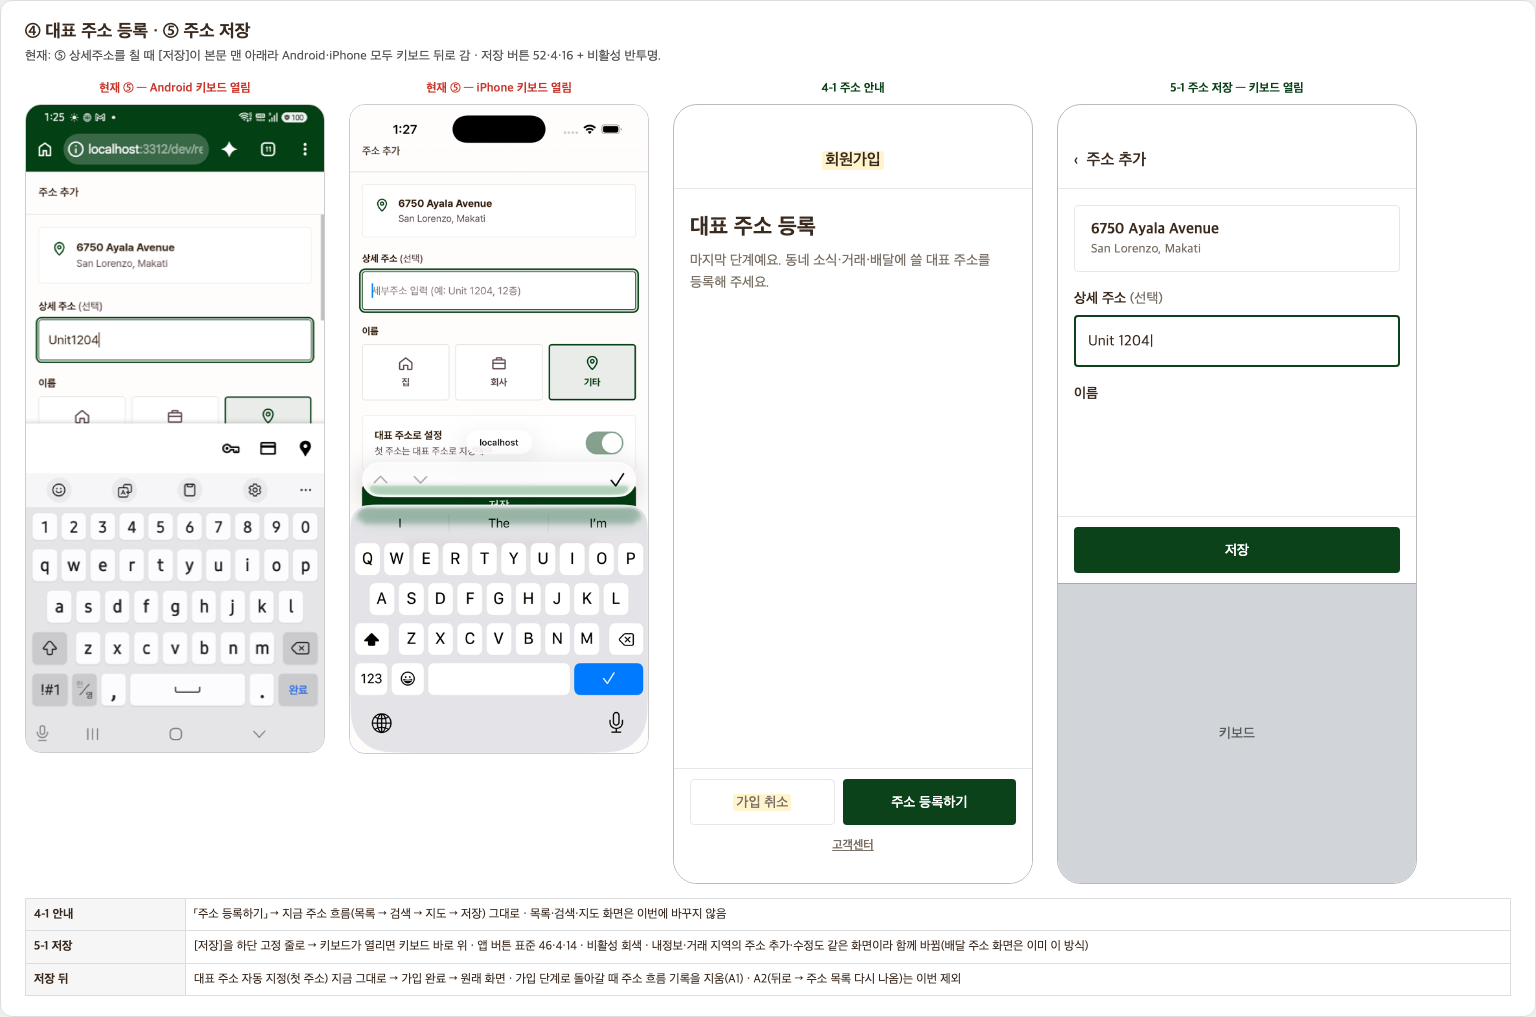 ④ 대표 주소 등록 · ⑤ 주소 저장
현재: ⑤ 상세주소를 칠 때 [저장]이 본문 맨 아래라 Android·iPhone 모두 키보드 뒤로 감 · 저장 버튼 52·4·16 + 비활성 반투명.
현재 ⑤ — Android 키보드 열림
1:25
100
localhost:3312/dev/re
11
주소 추가
6750 Ayala Avenue
San Lorenzo, Makati
상세 주소 (선택)
Unit1204
이름
1 2 3 4 5 6 7 8 9 0
q w e r t y u i o p
a s d f g h j k l
z x c v b n m
!#1 한/영 , . 완료
현재 ⑤ — iPhone 키보드 열림
1:27
주소 추가
6750 Ayala Avenue
San Lorenzo, Makati
상세 주소 (선택)
세부주소 입력 (예: Unit 1204, 12층)
이름
집 회사 기타
대표 주소로 설정
첫 주소는 대표 주소로 지정
localhost
저장
I The I'm
Q W E R T Y U I O P
A S D F G H J K L
Z X C V B N M
123
4-1 주소 안내
회원가입
대표 주소 등록
마지막 단계예요. 동네 소식·거래·배달에 쓸 대표 주소를
등록해 주세요.
가입 취소 주소 등록하기
고객센터
5-1 주소 저장 — 키보드 열림
‹ 주소 추가
6750 Ayala Avenue
San Lorenzo, Makati
상세 주소 (선택)
Unit 1204
이름
저장
키보드
4-1 안내 「주소 등록하기」 → 지금 주소 흐름(목록 → 검색 → 지도 → 저장) 그대로 · 목록·검색·지도 화면은 이번에 바꾸지 않음
5-1 저장 [저장]을 하단 고정 줄로 → 키보드가 열리면 키보드 바로 위 · 앱 버튼 표준 46·4·14 · 비활성 회색 · 내정보·거래 지역의 주소 추가·수정도 같은 화면이라 함께 바뀜(배달 주소 화면은 이미 이 방식)
저장 뒤 대표 주소 자동 지정(첫 주소) 지금 그대로 → 가입 완료 → 원래 화면 · 가입 단계로 돌아갈 때 주소 흐름 기록을 지움(A1) · A2(뒤로 → 주소 목록 다시 나옴)는 이번 제외